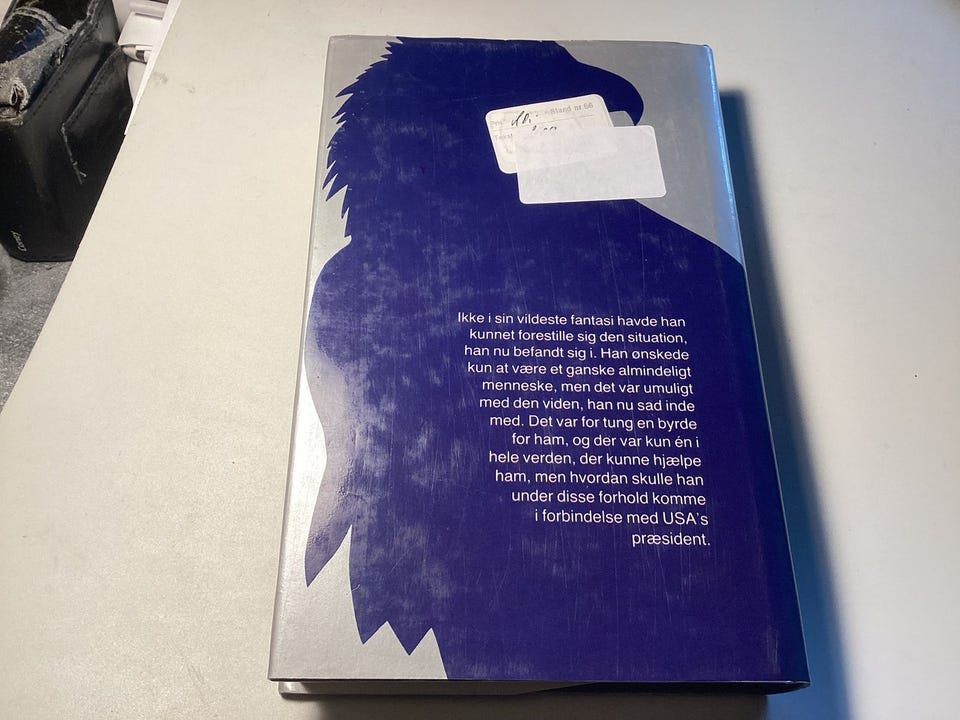 Stand nr 66
Ikke i sin vildeste fantasi havde han
kunnet forestille sig den situation,
han nu befandt sig i. Han ønskede
kun at være et ganske almindeligt
menneske, men det var umuligt
med den viden, han nu sad inde
med. Det var for tung en byrde
for ham, og der var kun én i
hele verden, der kunne hjælpe
ham, men hvordan skulle han
under disse forhold komme
i forbindelse med USA's
præsident.